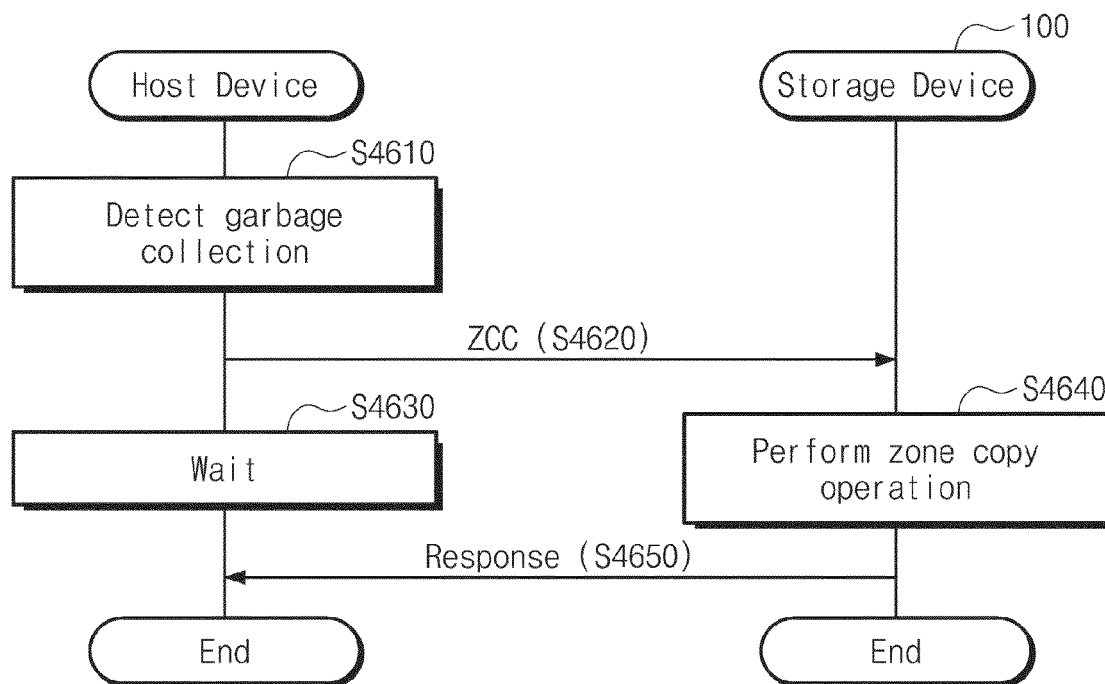 100
Host Device
Storage Device
S4610
Detect garbage
collection
ZCC (S4620)
S4630
S4640
Wait
Perform zone copy
operation
Response (S4650)
End
End